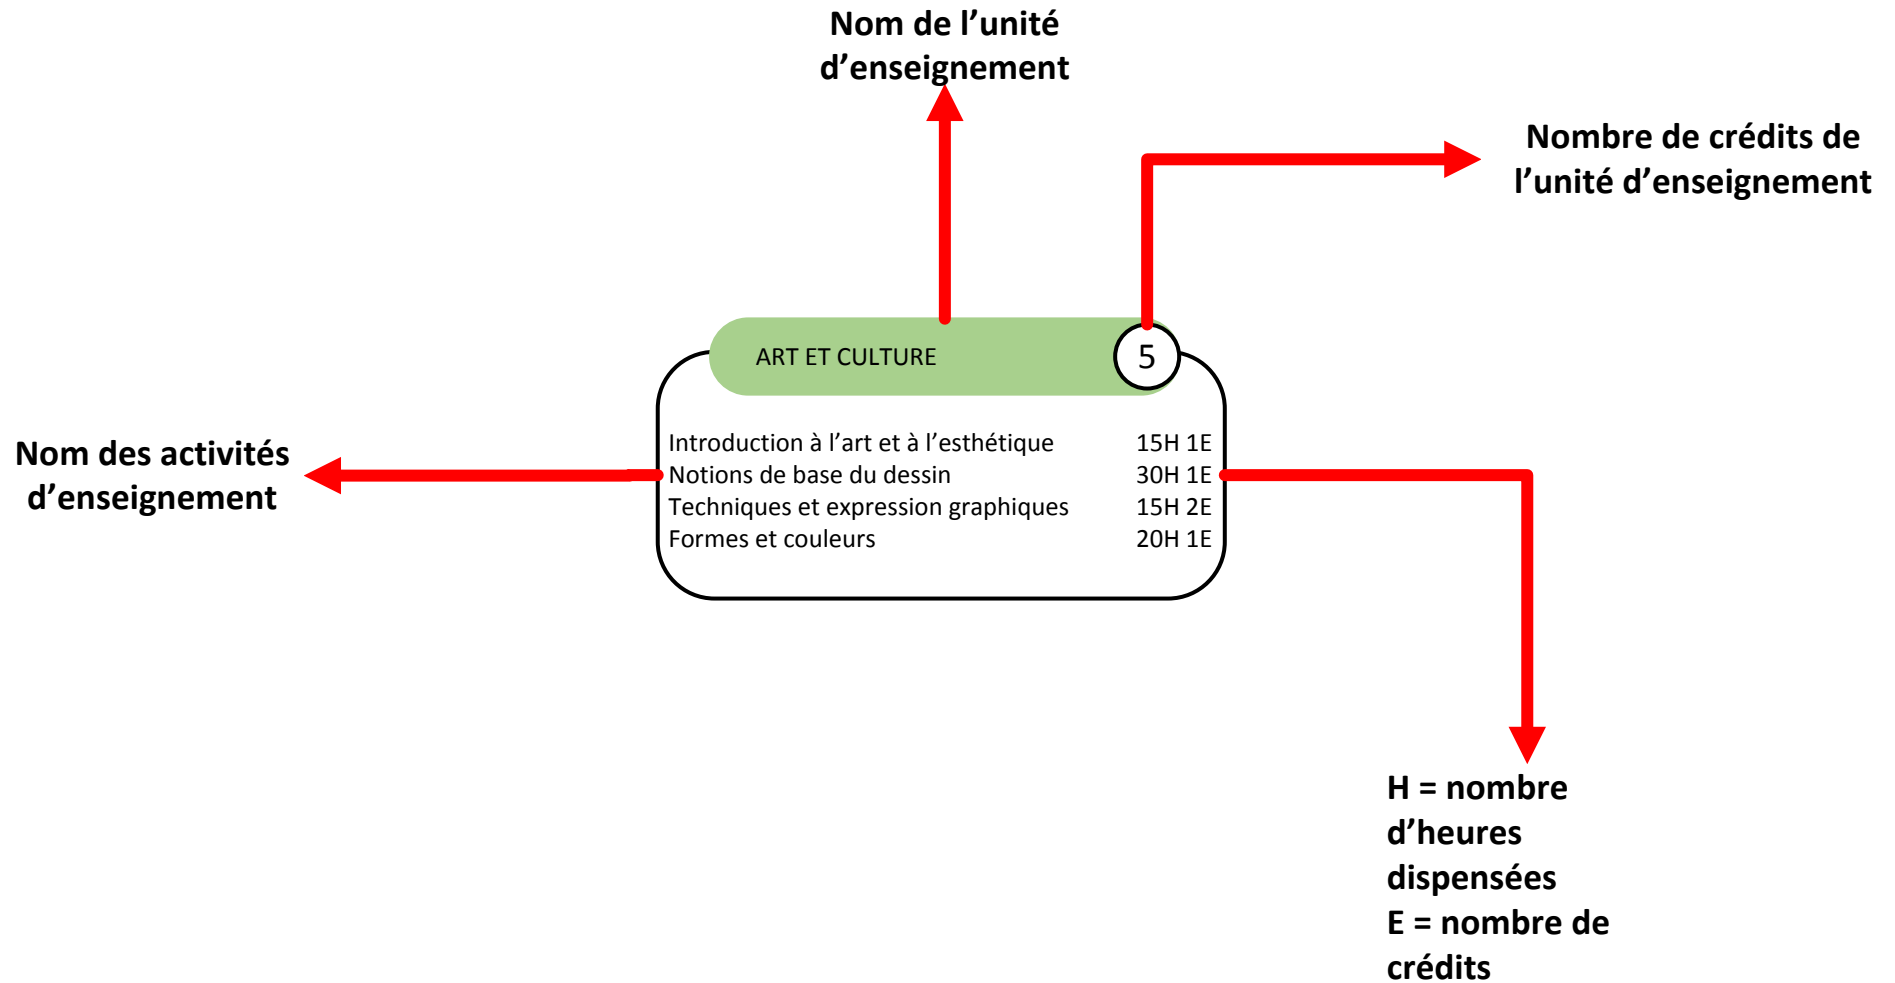 Nom de l’unité
d’enseignement
Nombre de crédits de
l’unité d’enseignement
ART ET CULTURE 5
Introduction à l’art et à l’esthétique 15H 1E
Notions de base du dessin 30H 1E
Techniques et expression graphiques 15H 2E
Formes et couleurs 20H 1E
Nom des activités
d’enseignement
H = nombre
d’heures
dispensées
E = nombre de
crédits